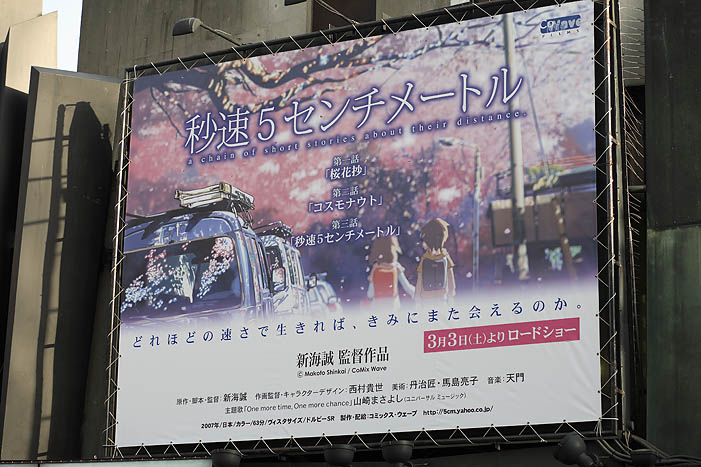 CoMix Wave
FILMS
秒速5センチメートル
a chain of short stories about their distance.
第一話
「桜花抄」
第二話
「コスモナウト」
第三話
「秒速5センチメートル」
どれほどの速さで生きれば、きみにまた会えるのか。
3月3日(土)よりロードショー
新海誠 監督作品
© Makoto Shinkai / CoMix Wave
原作・脚本・監督:新海誠 作画監督・キャラクターデザイン:西村貴世 美術:丹治匠・馬島亮子 音楽:天門
主題歌「One more time, One more chance」山崎まさよし(ユニバーサル ミュージック)
2007年/日本/カラー/63分/ヴィスタサイズ/ドルビーSR 製作・配給:コミックス・ウェーブ http://5cm.yahoo.co.jp/